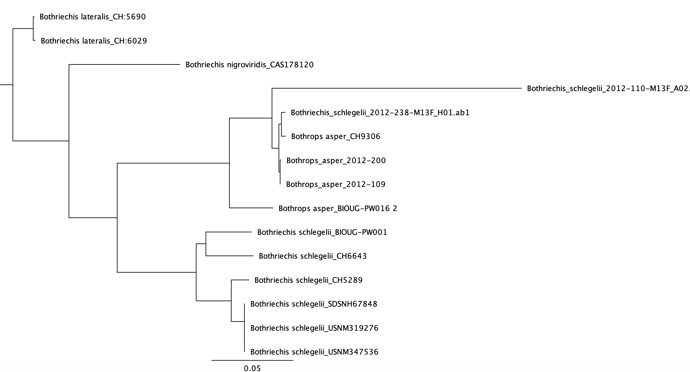 Bothriechis lateralis_CH:5690
Bothriechis lateralis_CH:6029
Bothriechis nigroviridis_CAS178120
Bothriechis_schlegelii_2012-110-M13F_A02.
Bothriechis_schlegelii_2012-238-M13F_H01.ab1
Bothrops asper_CH9306
Bothrops_asper_2012-200
Bothrops_asper_2012-109
Bothrops asper_BIOUG-PW016 2
Bothriechis schlegelii_BIOUG-PW001
Bothriechis schlegelii_CH6643
Bothriechis schlegelii_CH5289
Bothriechis schlegelii_SDSNH67848
Bothriechis schlegelii_USNM319276
Bothriechis schlegelii_USNM347536
0.05